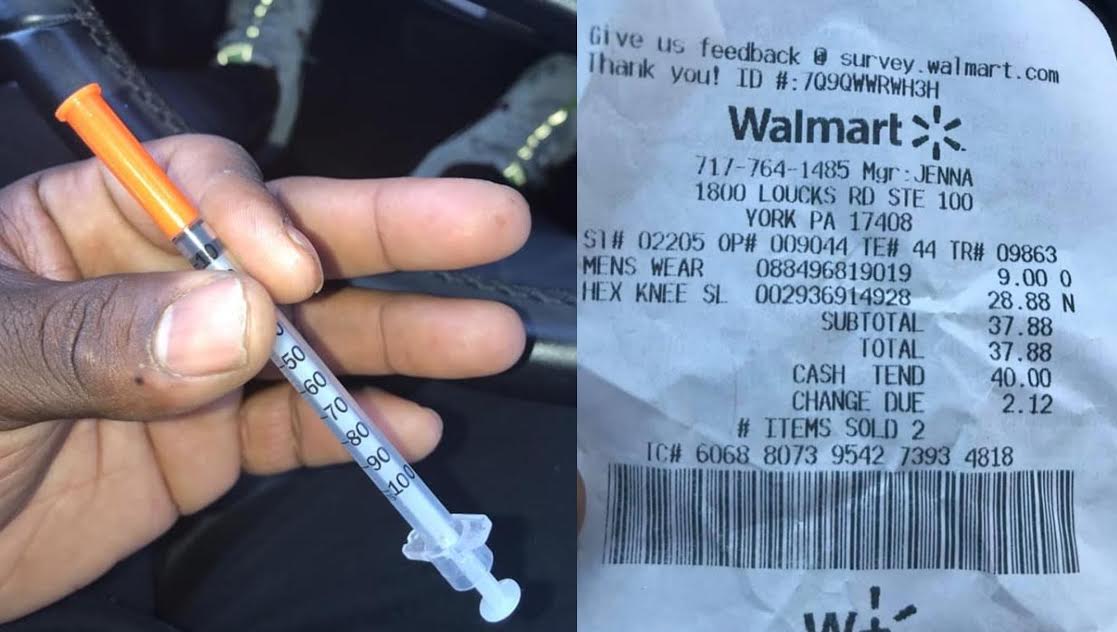 50
60
70
80
90
100
Give us feedback @ survey.walmart.com
Thank you! ID #:7Q9QWWRWH3H
Walmart
717-764-1485 Mgr:JENNA
1800 LOUCKS RD STE 100
YORK PA 17408
ST# 02205 OP# 009044 TE# 44 TR# 09863
MENS WEAR 088496819019 9.00 O
HEX KNEE SL 002936914928 28.88 N
SUBTOTAL 37.88
TOTAL 37.88
CASH TEND 40.00
CHANGE DUE 2.12
# ITEMS SOLD 2
TC# 6068 8073 9542 7393 4818